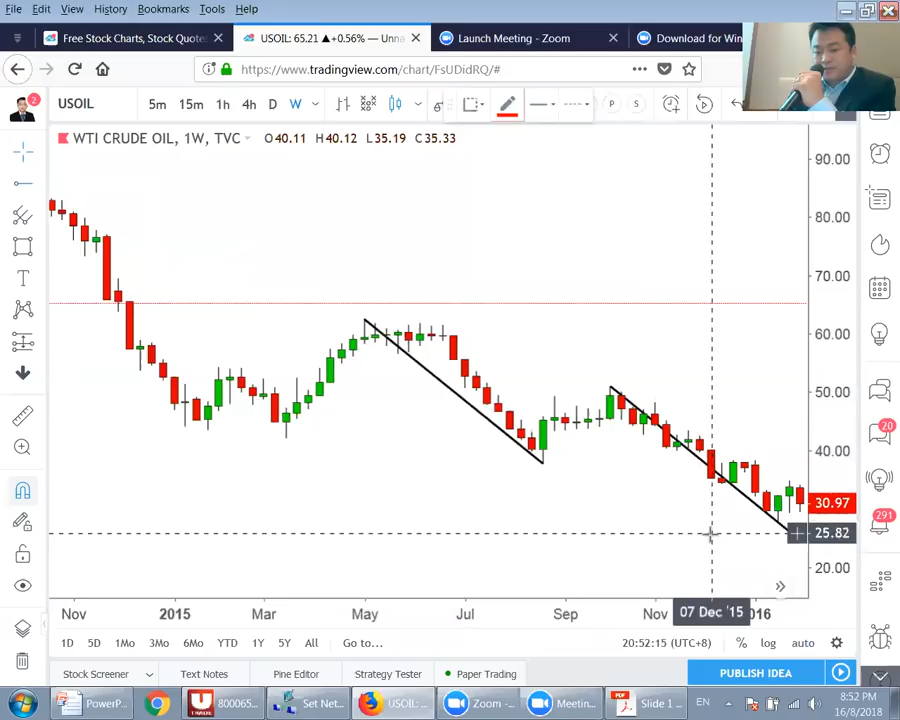 File Edit View History Bookmarks Tools Help
Free Stock Charts, Stock Quotes
USOIL: 65.21 ▲+0.56% — Unna
Launch Meeting - Zoom
Download for Win
https://www.tradingview.com/chart/FsUDidRQ/#
2
USOIL 5m 15m 1h 4h D W P S
WTI CRUDE OIL, 1W, TVC O40.11 H40.12 L35.19 C35.33
90.00
80.00
70.00
60.00
50.00
40.00
30.97
25.82
20.00
20
291
Nov 2015 Mar May Jul Sep Nov 07 Dec '15 2016
1D 5D 1Mo 3Mo 6Mo YTD 1Y 5Y All Go to... 20:52:15 (UTC+8) % log auto
Stock Screener Text Notes Pine Editor Strategy Tester Paper Trading PUBLISH IDEA
PowerP... UTRADE 800065... Set Net... USOIL:... Zoom -... Meetin... PDF Slide 1 ... EN 8:52 PM
16/8/2018